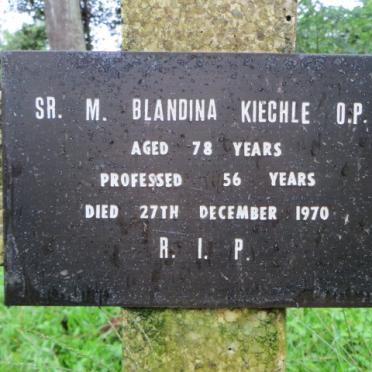 SR. M. BLANDINA KIECHLE O.P.
AGED 78 YEARS
PROFESSED 56 YEARS
DIED 27TH DECEMBER 1970
R. I. P.